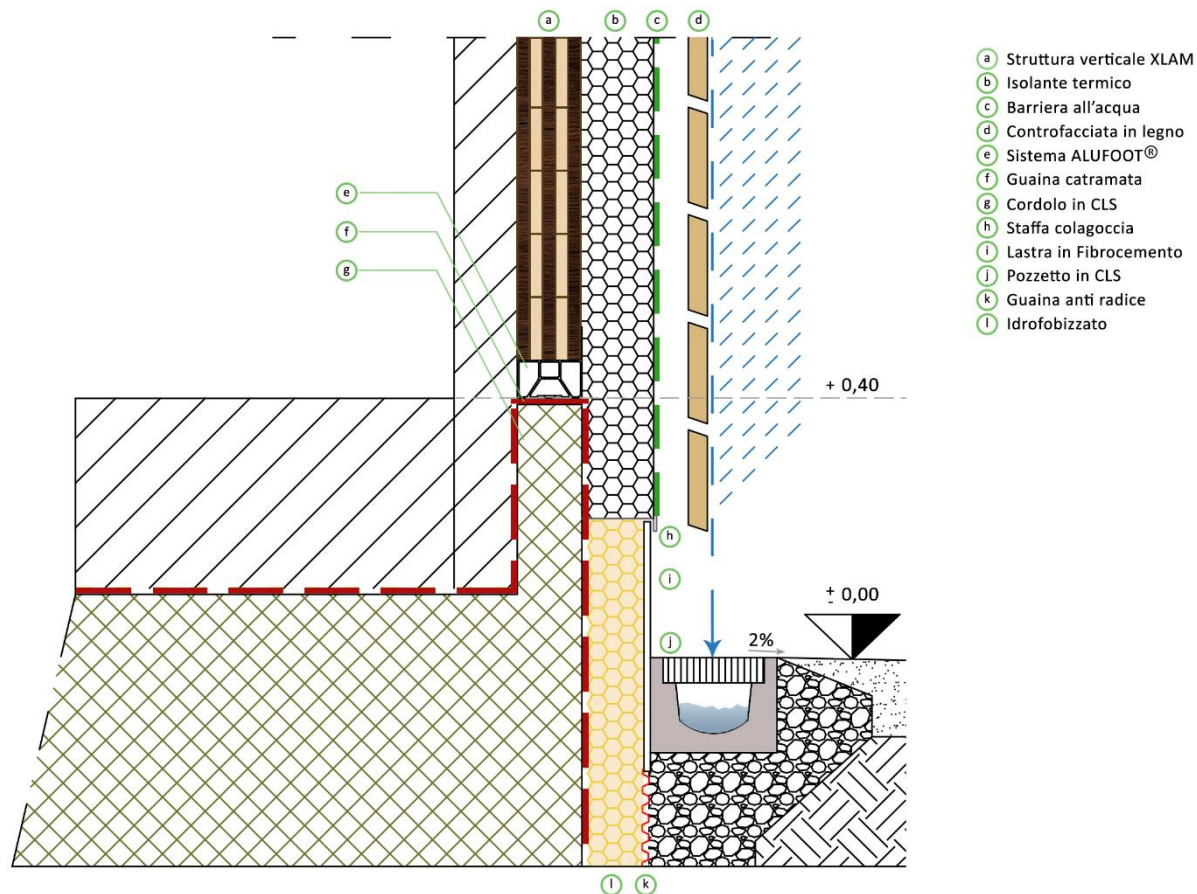 a b c d
a Struttura verticale XLAM
b Isolante termico
c Barriera all'acqua
d Controfacciata in legno
e Sistema ALUFOOT®
f Guaina catramata
g Cordolo in CLS
h Staffa colagoccia
i Lastra in Fibrocemento
j Pozzetto in CLS
k Guaina anti radice
l Idrofobizzato
e
f
g
+ 0,40
h
i
± 0,00
j 2%
l k